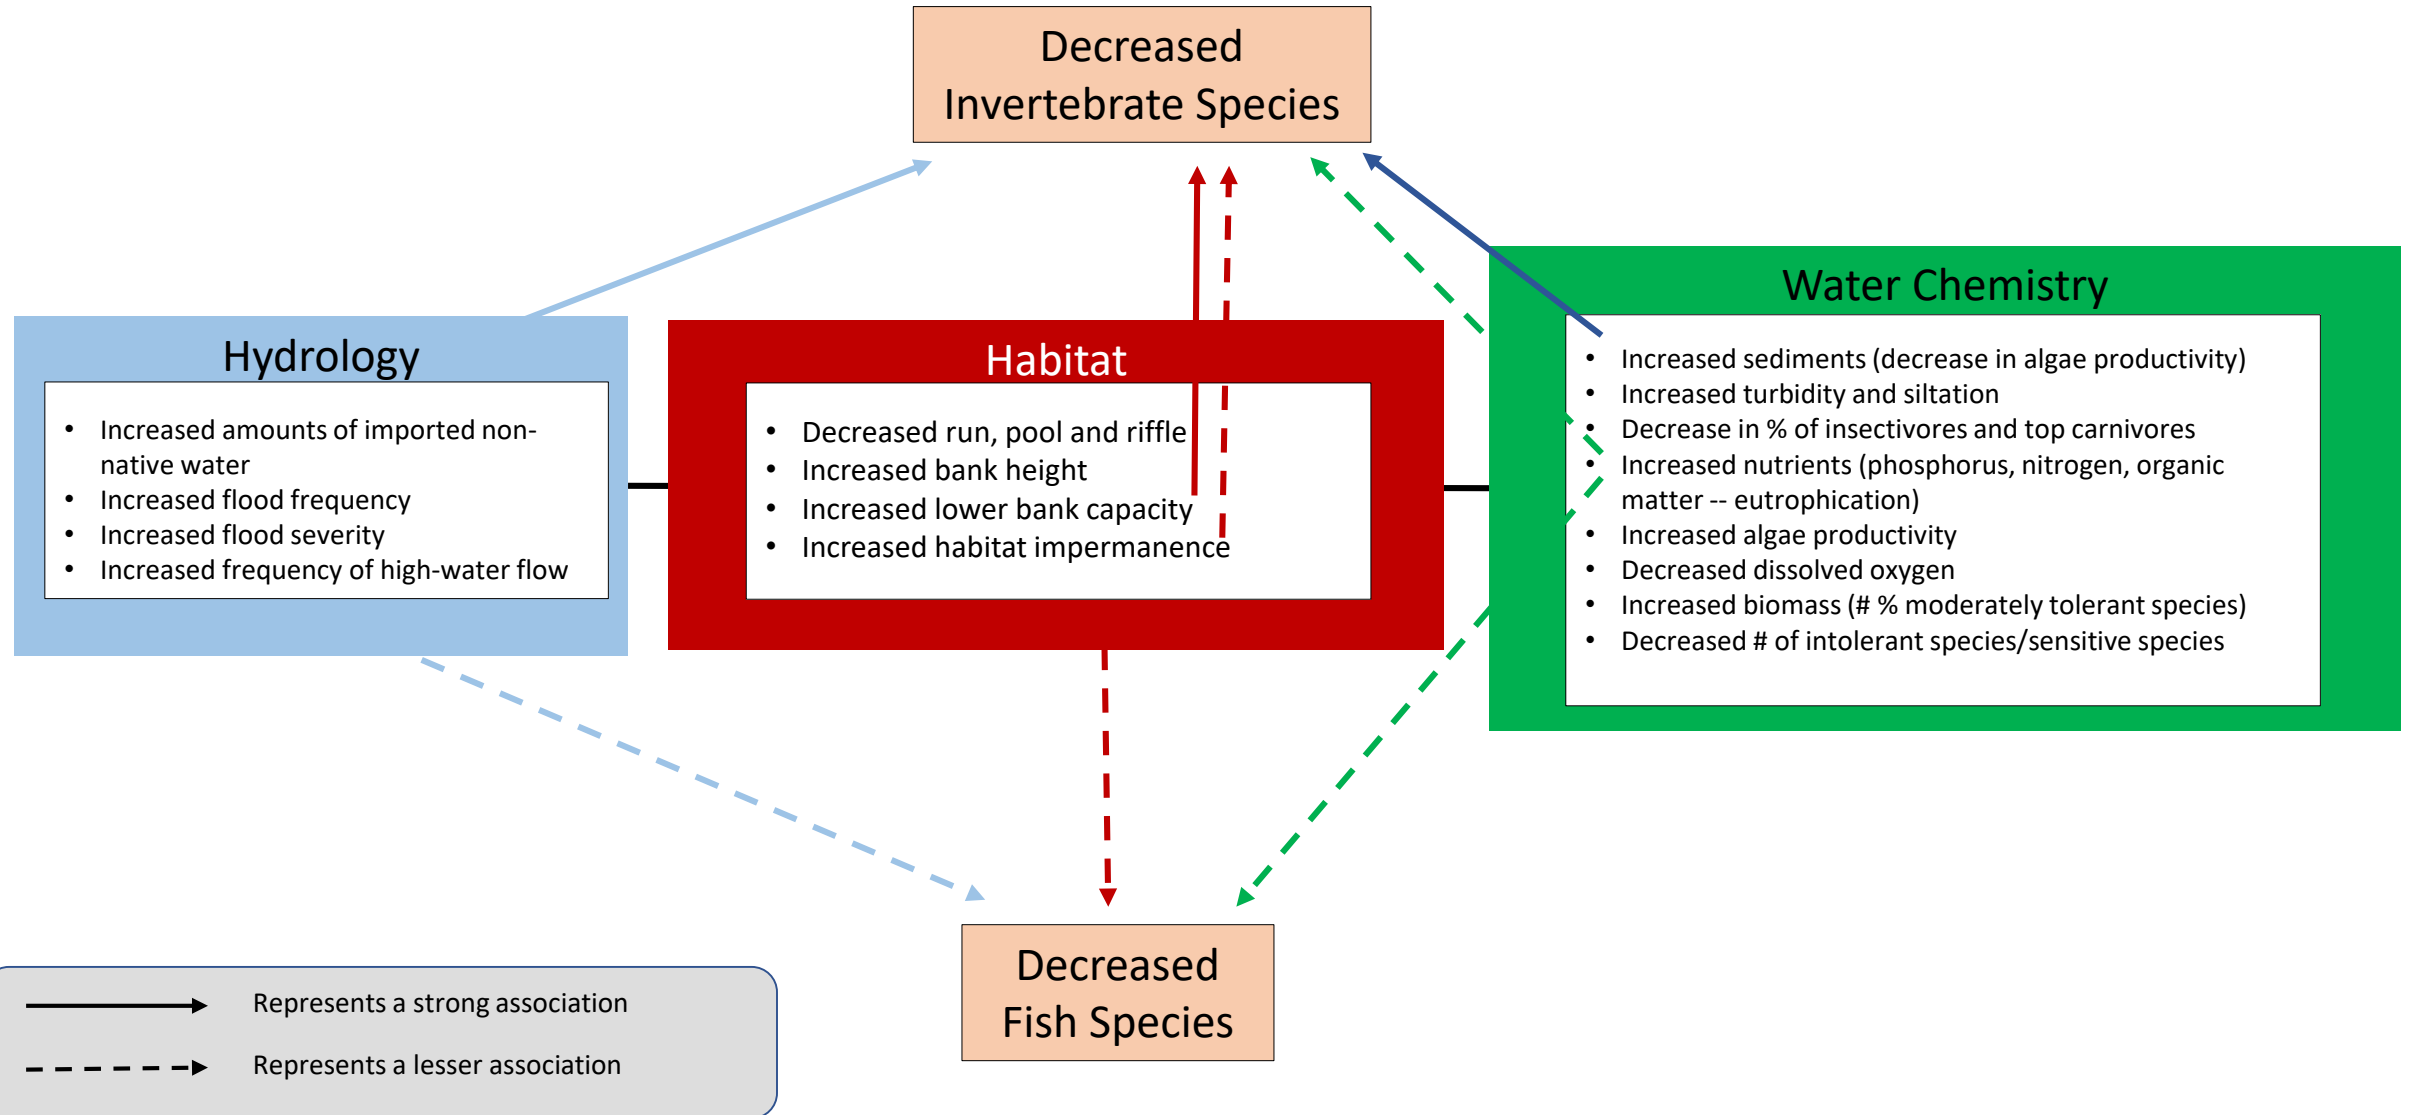 Decreased
Invertebrate Species
Hydrology
• Increased amounts of imported non-
native water
• Increased flood frequency
• Increased flood severity
• Increased frequency of high-water flow
Habitat
• Decreased run, pool and riffle
• Increased bank height
• Increased lower bank capacity
• Increased habitat impermanence
Water Chemistry
• Increased sediments (decrease in algae productivity)
• Increased turbidity and siltation
• Decrease in % of insectivores and top carnivores
• Increased nutrients (phosphorus, nitrogen, organic
matter -- eutrophication)
• Increased algae productivity
• Decreased dissolved oxygen
• Increased biomass (# % moderately tolerant species)
• Decreased # of intolerant species/sensitive species
Decreased
Fish Species
Represents a strong association
Represents a lesser association